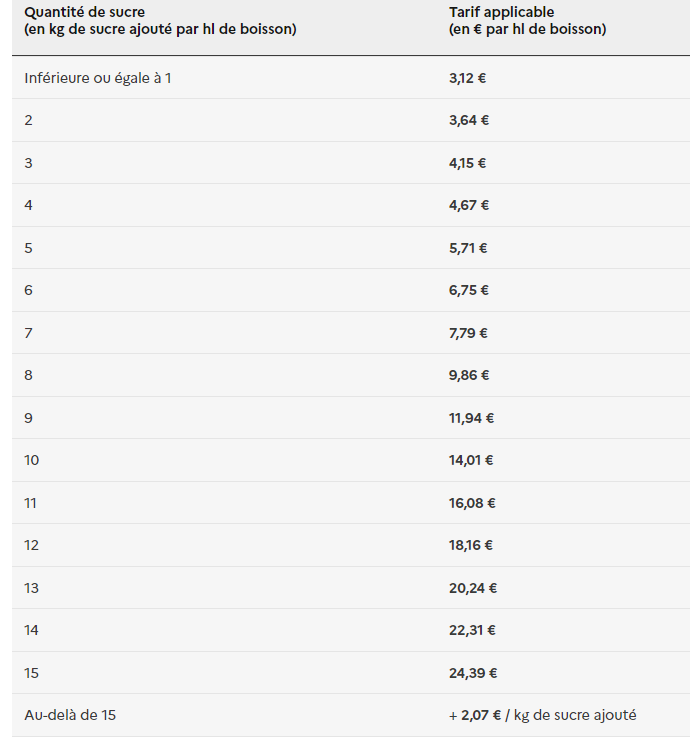 Quantité de sucre
(en kg de sucre ajouté par hl de boisson)
Tarif applicable
(en € par hl de boisson)
Inférieure ou égale à 1 3,12 €
2 3,64 €
3 4,15 €
4 4,67 €
5 5,71 €
6 6,75 €
7 7,79 €
8 9,86 €
9 11,94 €
10 14,01 €
11 16,08 €
12 18,16 €
13 20,24 €
14 22,31 €
15 24,39 €
Au-delà de 15 + 2,07 € / kg de sucre ajouté